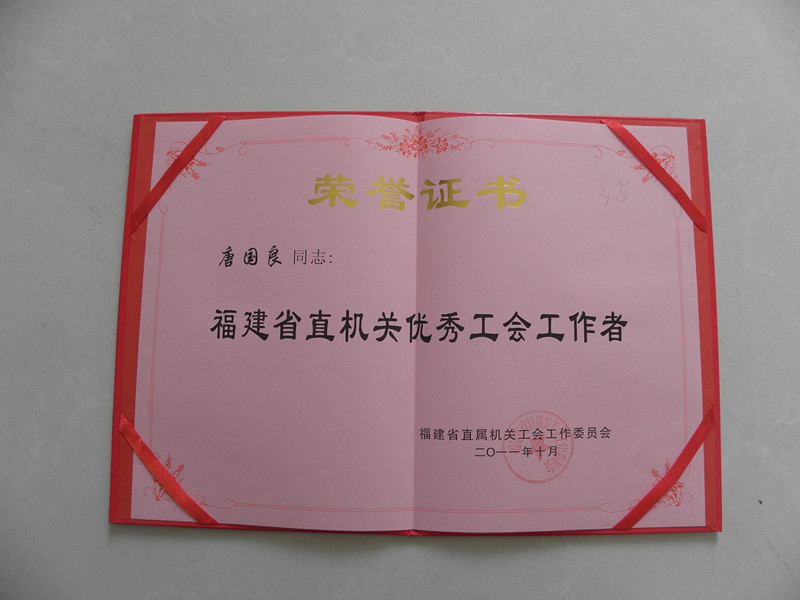 荣誉证书
35
唐国良 同志:
福建省直机关优秀工会工作者
福建省直属机关工会工作委员会
二〇一一年十月